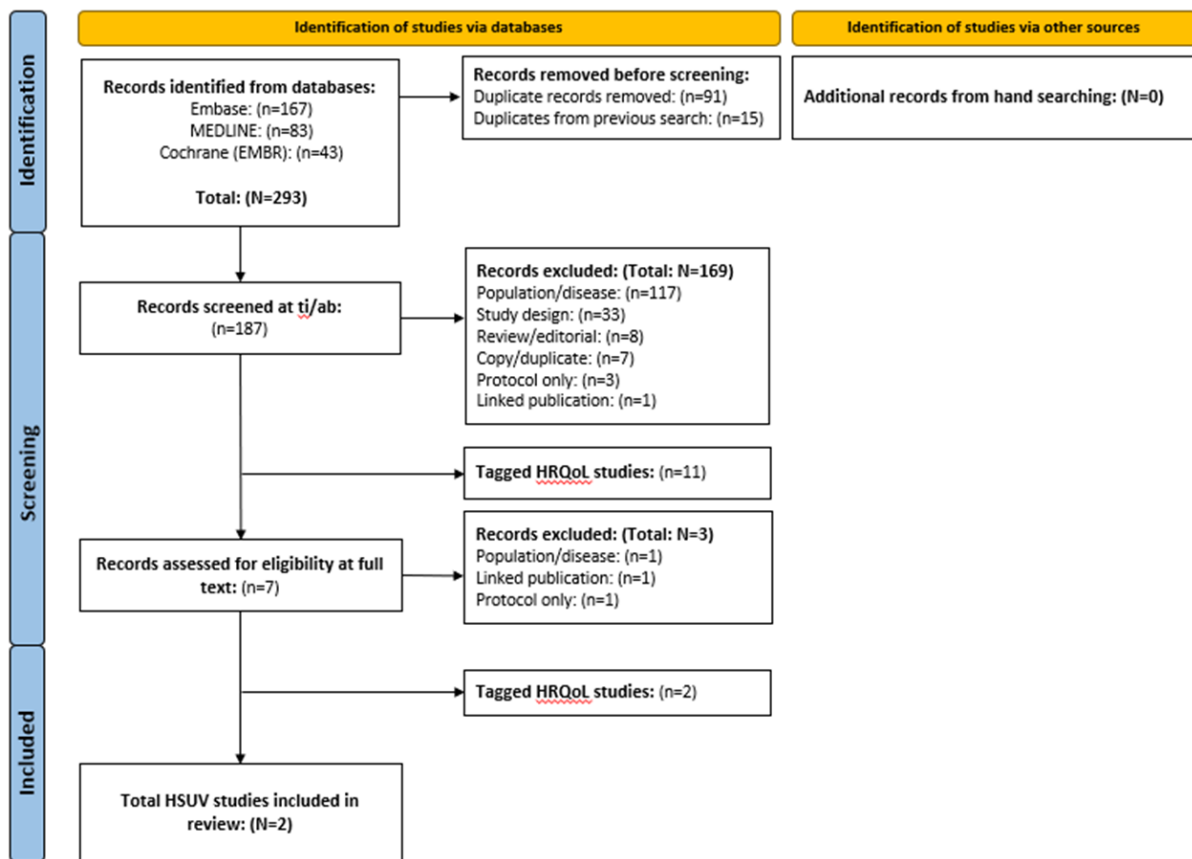 Identification of studies via databases
Identification of studies via other sources
Identification
Records identified from databases:
Embase: (n=167)
MEDLINE: (n=83)
Cochrane (EMBR): (n=43)
Total: (N=293)
Records removed before screening:
Duplicate records removed: (n=91)
Duplicates from previous search: (n=15)
Additional records from hand searching: (N=0)
Screening
Records screened at ti/ab:
(n=187)
Records excluded: (Total: N=169)
Population/disease: (n=117)
Study design: (n=33)
Review/editorial: (n=8)
Copy/duplicate: (n=7)
Protocol only: (n=3)
Linked publication: (n=1)
Tagged HRQoL studies: (n=11)
Records assessed for eligibility at full
text: (n=7)
Records excluded: (Total: N=3)
Population/disease: (n=1)
Linked publication: (n=1)
Protocol only: (n=1)
Included
Tagged HRQoL studies: (n=2)
Total HSUV studies included in
review: (N=2)